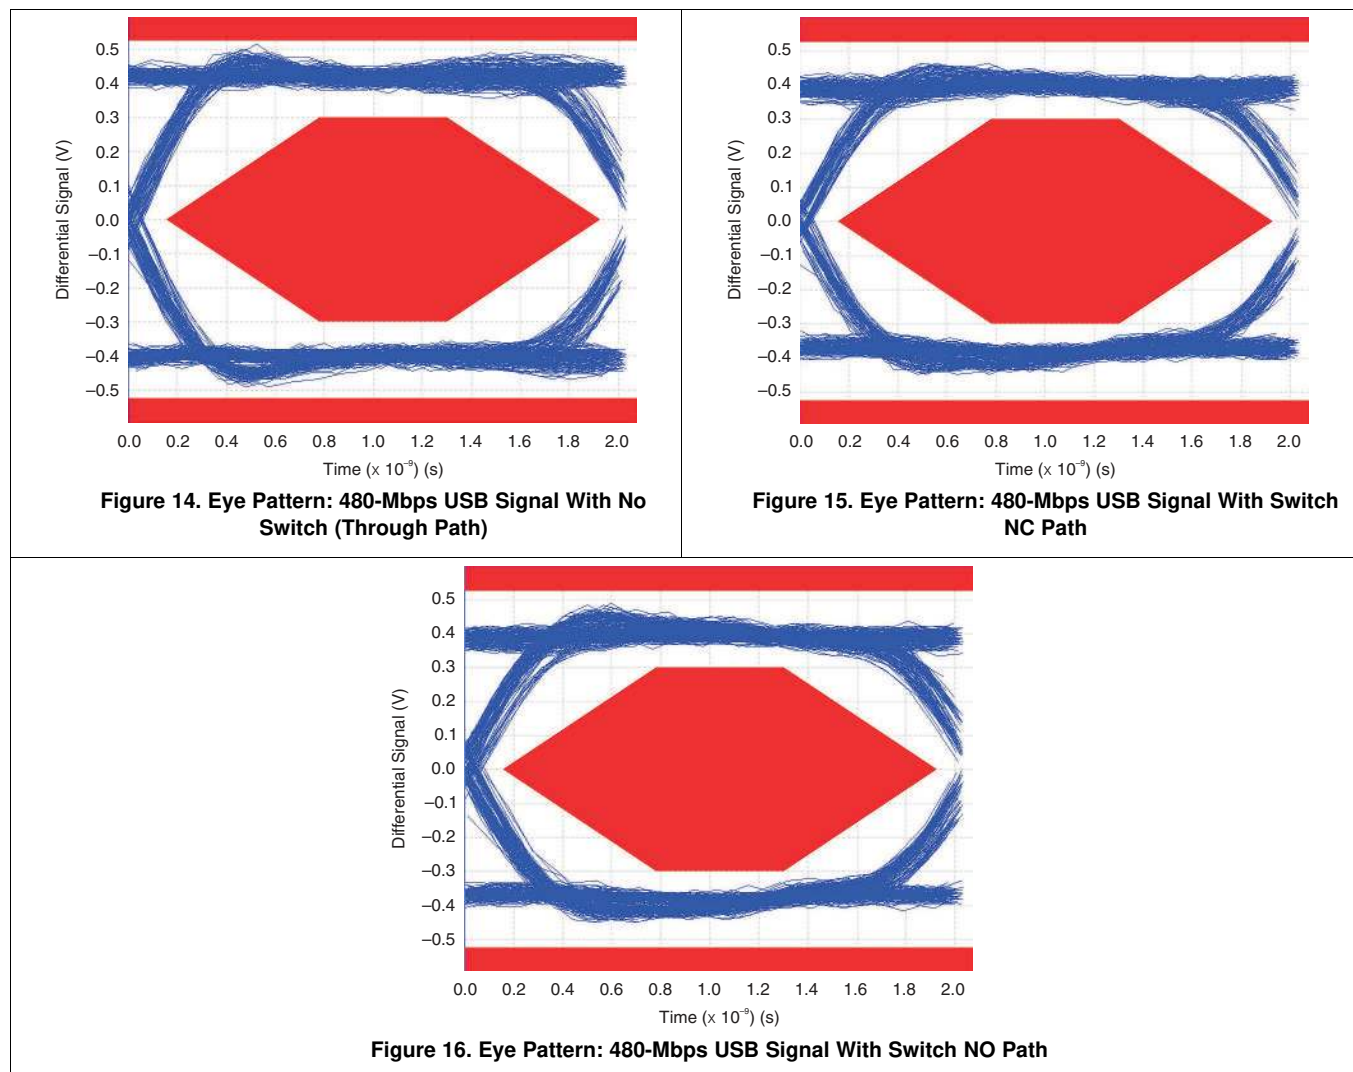 0.5
0.4
0.3
0.2
0.1
0.0
–0.1
–0.2
–0.3
–0.4
–0.5
Differential Signal (V)
0.0 0.2 0.4 0.6 0.8 1.0 1.2 1.4 1.6 1.8 2.0
Time (× 10⁻⁹) (s)
Figure 14. Eye Pattern: 480-Mbps USB Signal With No
Switch (Through Path)
0.5
0.4
0.3
0.2
0.1
0.0
–0.1
–0.2
–0.3
–0.4
–0.5
Differential Signal (V)
0.0 0.2 0.4 0.6 0.8 1.0 1.2 1.4 1.6 1.8 2.0
Time (× 10⁻⁹) (s)
Figure 15. Eye Pattern: 480-Mbps USB Signal With Switch
NC Path
0.5
0.4
0.3
0.2
0.1
0.0
–0.1
–0.2
–0.3
–0.4
–0.5
Differential Signal (V)
0.0 0.2 0.4 0.6 0.8 1.0 1.2 1.4 1.6 1.8 2.0
Time (× 10⁻⁹) (s)
Figure 16. Eye Pattern: 480-Mbps USB Signal With Switch NO Path